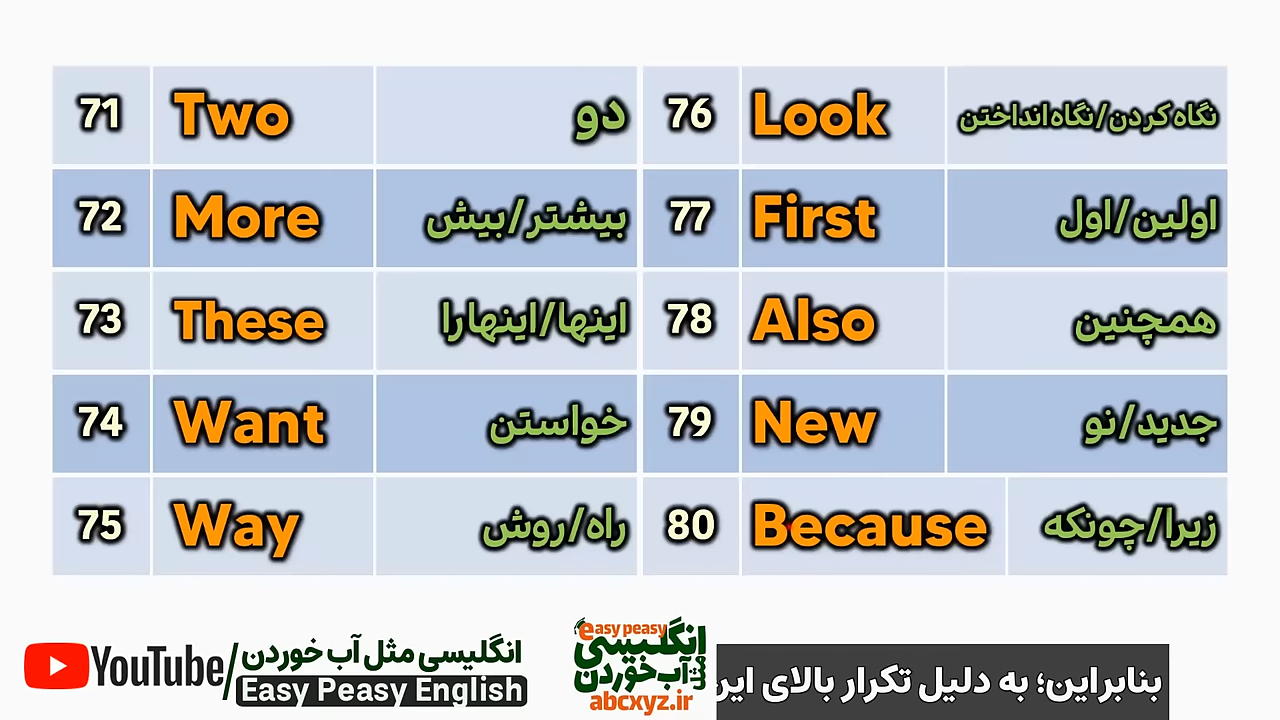 71 Two دو 76 Look نگاه کردن/نگاه انداختن
72 More بیشتر/بیش 77 First اولین/اول
73 These اینها/اینهارا 78 Also همچنین
74 Want خواستن 79 New جدید/نو
75 Way راه/روش 80 Because زیرا/چونکه
YouTube/انگلیسی مثل آب خوردن
Easy Peasy English
easy peasy
انگلیسی
مثل آب خوردن
abcxyz.ir
بنابراین؛ به دلیل تکرار بالای